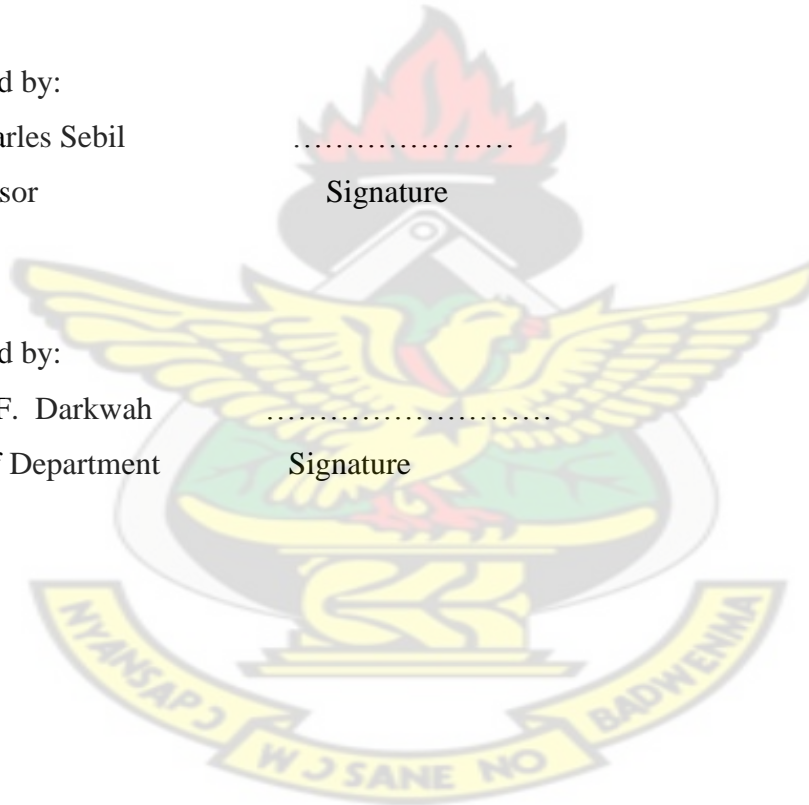 d by:
arles Sebil …………………
sor Signature
d by:
F. Darkwah ……………………….
f Department Signature
NYANSAPƆ WƆSANE NO BADWENMA